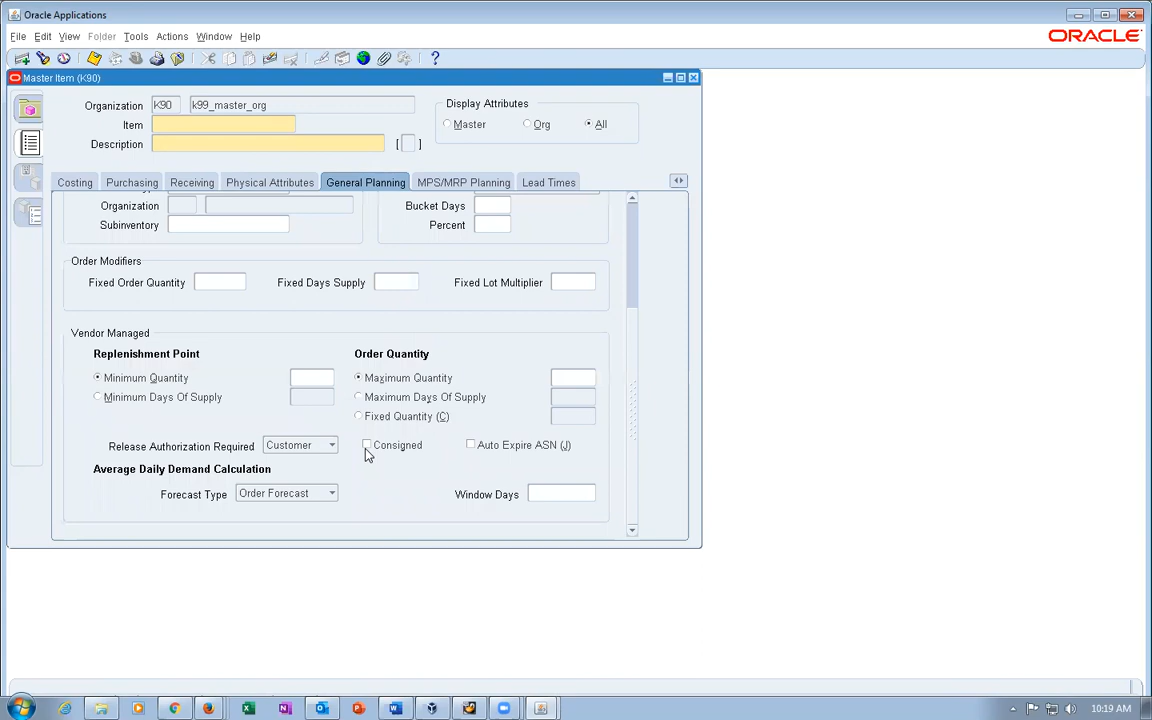 Oracle Applications
File Edit View Folder Tools Actions Window Help
ORACLE
?
Master Item (K90)
Organization K90 k99_master_org
Display Attributes
Item
Master Org All
Description [ ]
Costing Purchasing Receiving Physical Attributes General Planning MPS/MRP Planning Lead Times
Organization
Bucket Days
Subinventory
Percent
Order Modifiers
Fixed Order Quantity Fixed Days Supply Fixed Lot Multiplier
Vendor Managed
Replenishment Point Order Quantity
Minimum Quantity Maximum Quantity
Minimum Days Of Supply Maximum Days Of Supply
Fixed Quantity (C)
Release Authorization Required Customer Consigned Auto Expire ASN (J)
Average Daily Demand Calculation
Forecast Type Order Forecast Window Days
10:19 AM